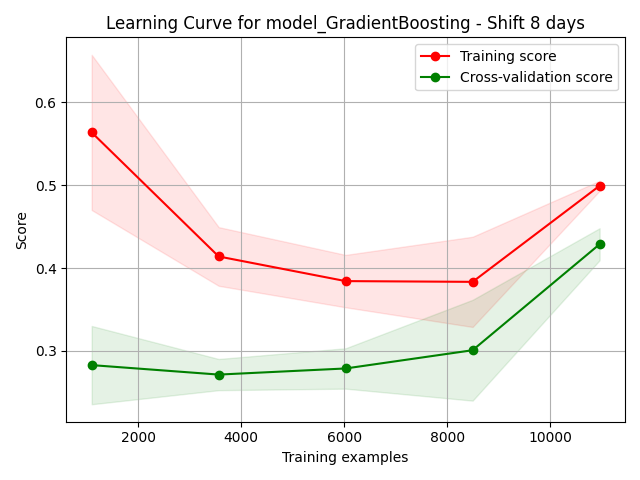 Learning Curve for model_GradientBoosting - Shift 8 days
Training score
Cross-validation score
0.6
0.5
0.4
0.3
Score
2000
4000
6000
8000
10000
Training examples